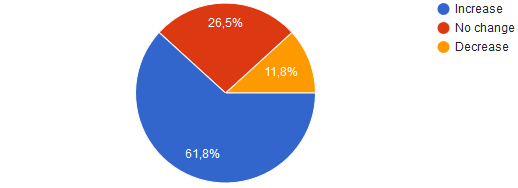 Increase
No change
Decrease
26,5%
11,8%
61,8%